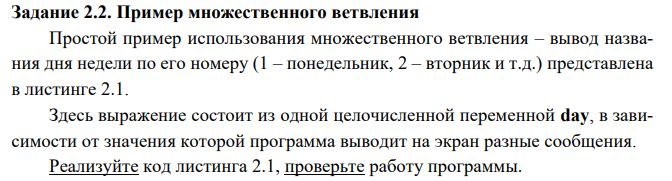 Задание 2.2. Пример множественного ветвления
Простой пример использования множественного ветвления – вывод назва-
ния дня недели по его номеру (1 – понедельник, 2 – вторник и т.д.) представлена
в листинге 2.1.
Здесь выражение состоит из одной целочисленной переменной day, в зави-
симости от значения которой программа выводит на экран разные сообщения.
Реализуйте код листинга 2.1, проверьте работу программы.